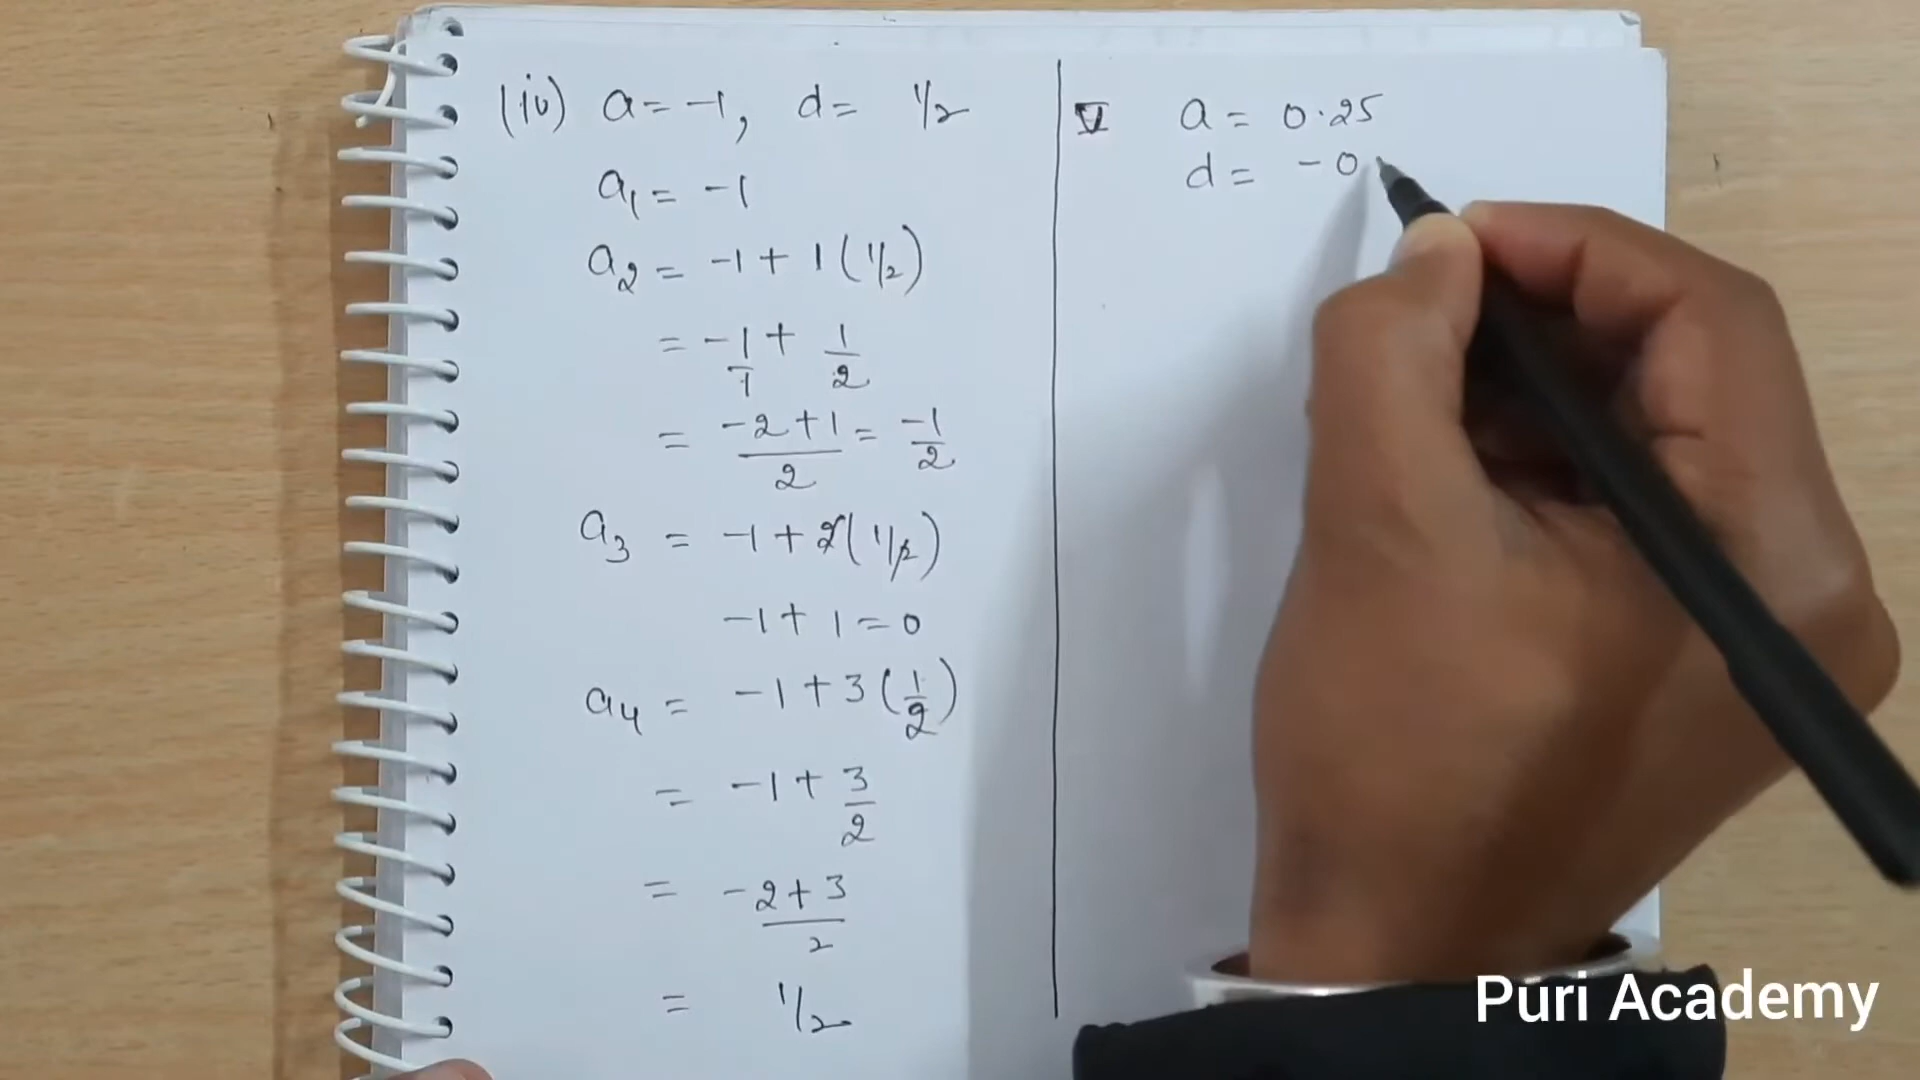 (iv) a = -1, d = 1/2
a1 = -1
a2 = -1 + 1 (1/2)
= -1/1 + 1/2
= -2+1/2 = -1/2
a3 = -1 + 2 (1/2)
-1 + 1 = 0
a4 = -1 + 3 (1/2)
= -1 + 3/2
= -2+3/2
= 1/2
V a = 0.25
d = -0
Puri Academy